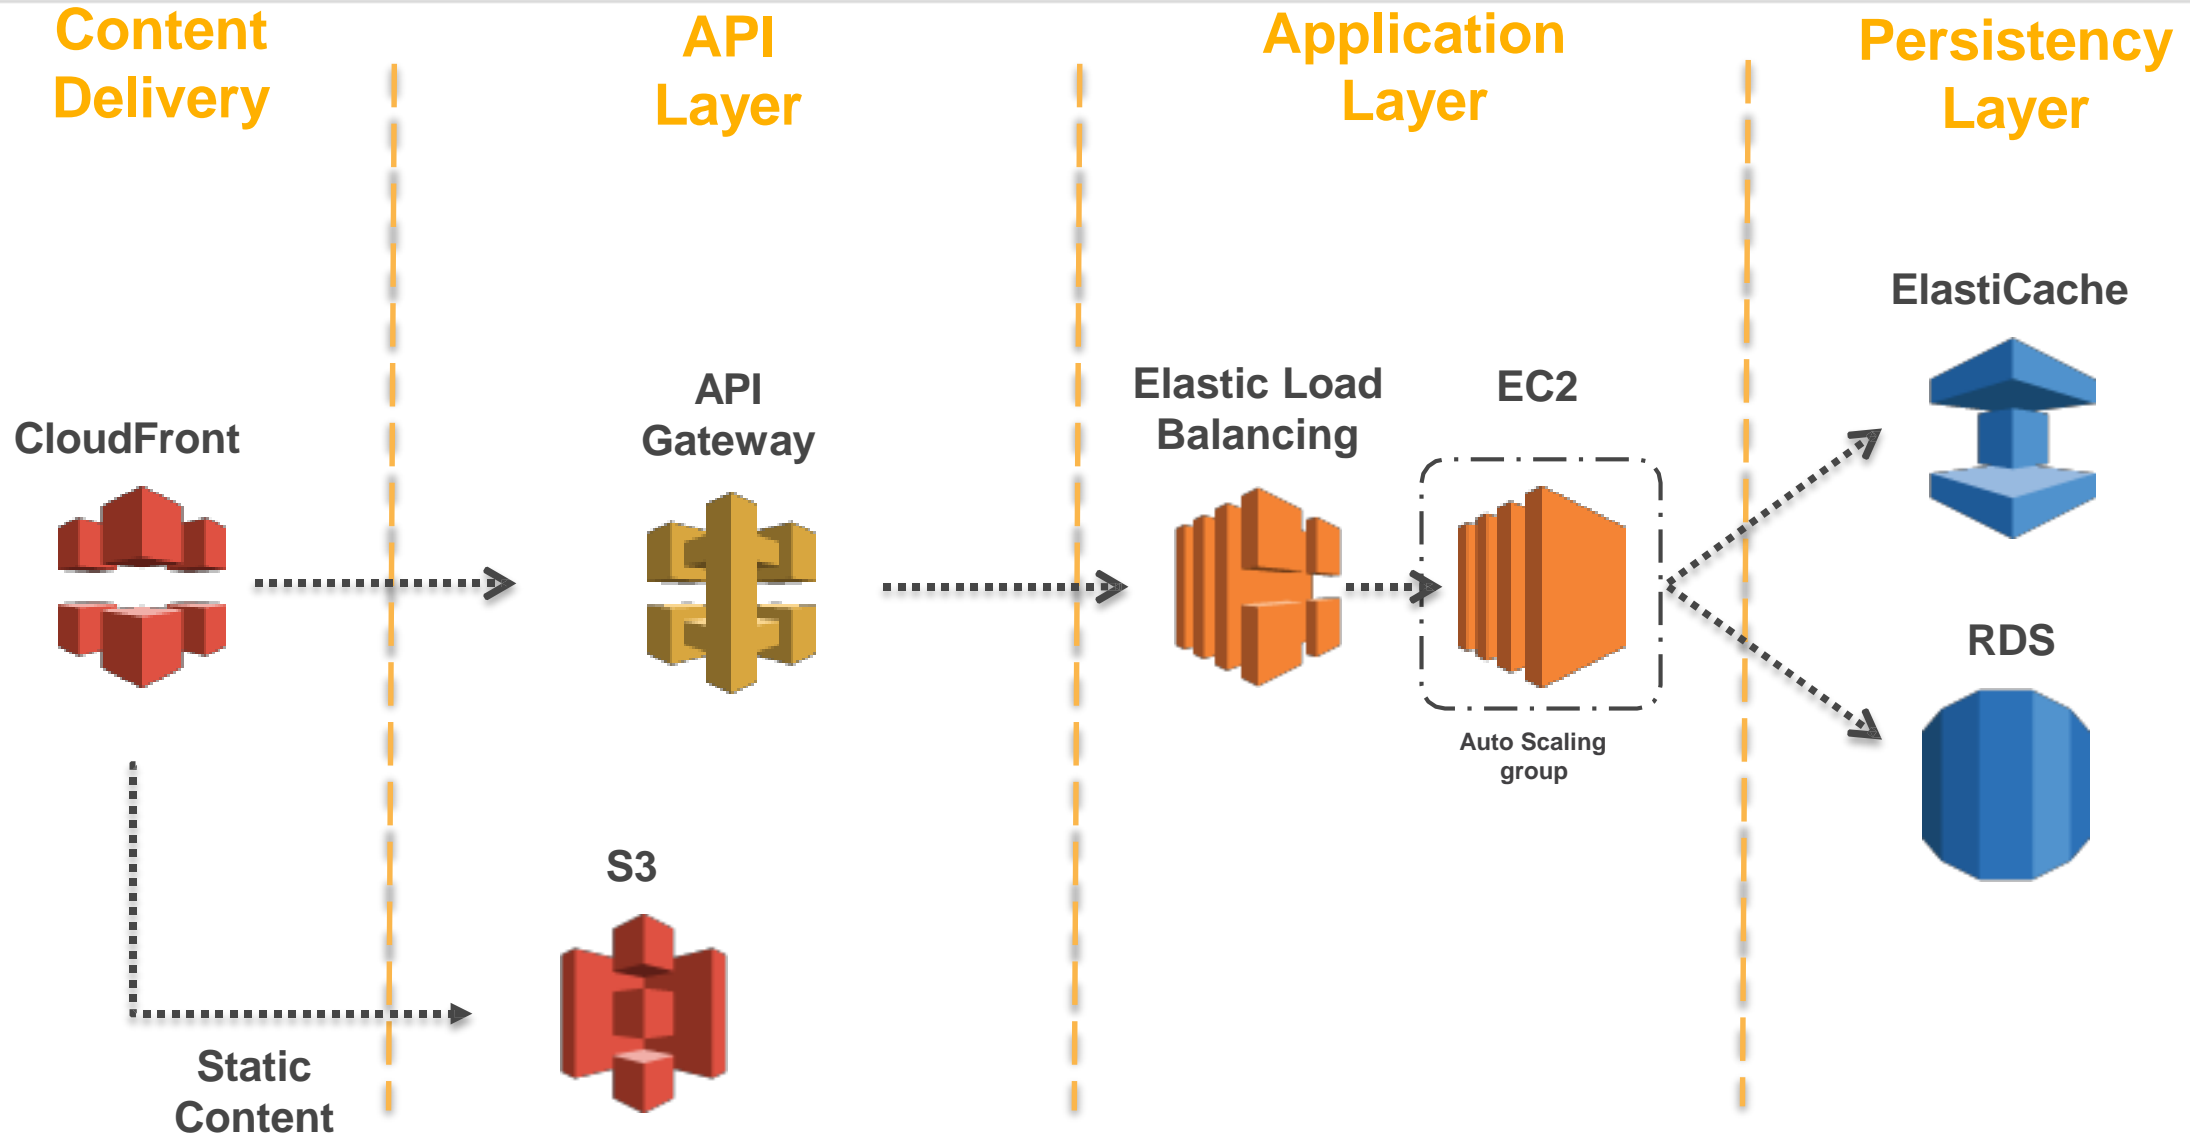 Content
Delivery
API
Layer
Application
Layer
Persistency
Layer
CloudFront
API
Gateway
Elastic Load
Balancing
EC2
Auto Scaling
group
ElastiCache
RDS
S3
Static
Content